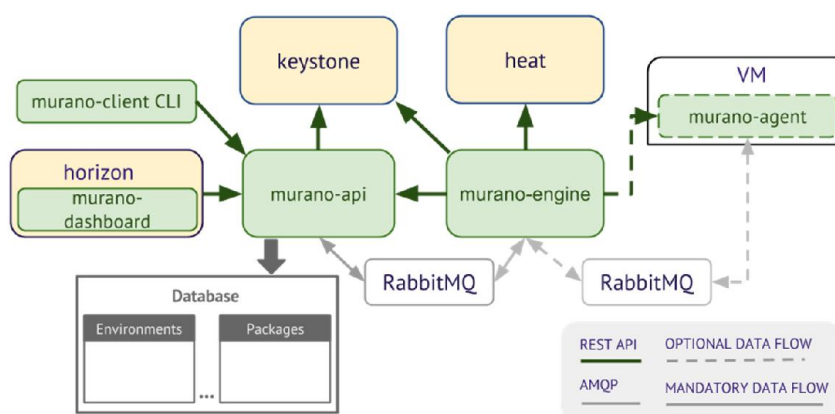 keystone
heat
VM
murano-client CLI
murano-agent
horizon
murano-
dashboard
murano-api
murano-engine
RabbitMQ
RabbitMQ
Database
Environments
Packages
...
REST API
OPTIONAL DATA FLOW
AMQP
MANDATORY DATA FLOW